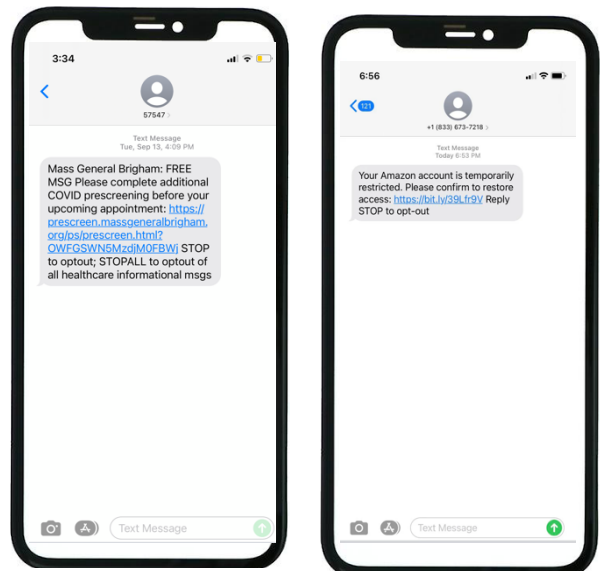 3:34
57547 >
Text Message
Tue, Sep 13, 4:09 PM
Mass General Brigham: FREE
MSG Please complete additional
COVID prescreening before your
upcoming appointment: https://
prescreen.massgeneralbrigham.
org/ps/prescreen.html?
OWFGSWN5MzdjM0FBWj STOP
to optout; STOPALL to optout of
all healthcare informational msgs
Text Message
6:56
121
+1 (833) 673-7218 >
Text Message
Today 6:53 PM
Your Amazon account is temporarily
restricted. Please confirm to restore
access: https://bit.ly/39Lfr9V Reply
STOP to opt-out
Text Message